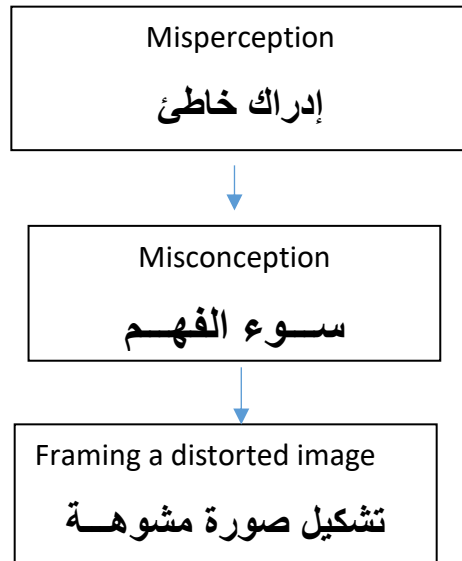 Misperception
إدراك خاطئ
Misconception
ســـوء الفهـــم
Framing a distorted image
تشكيل صورة مشوهـــة